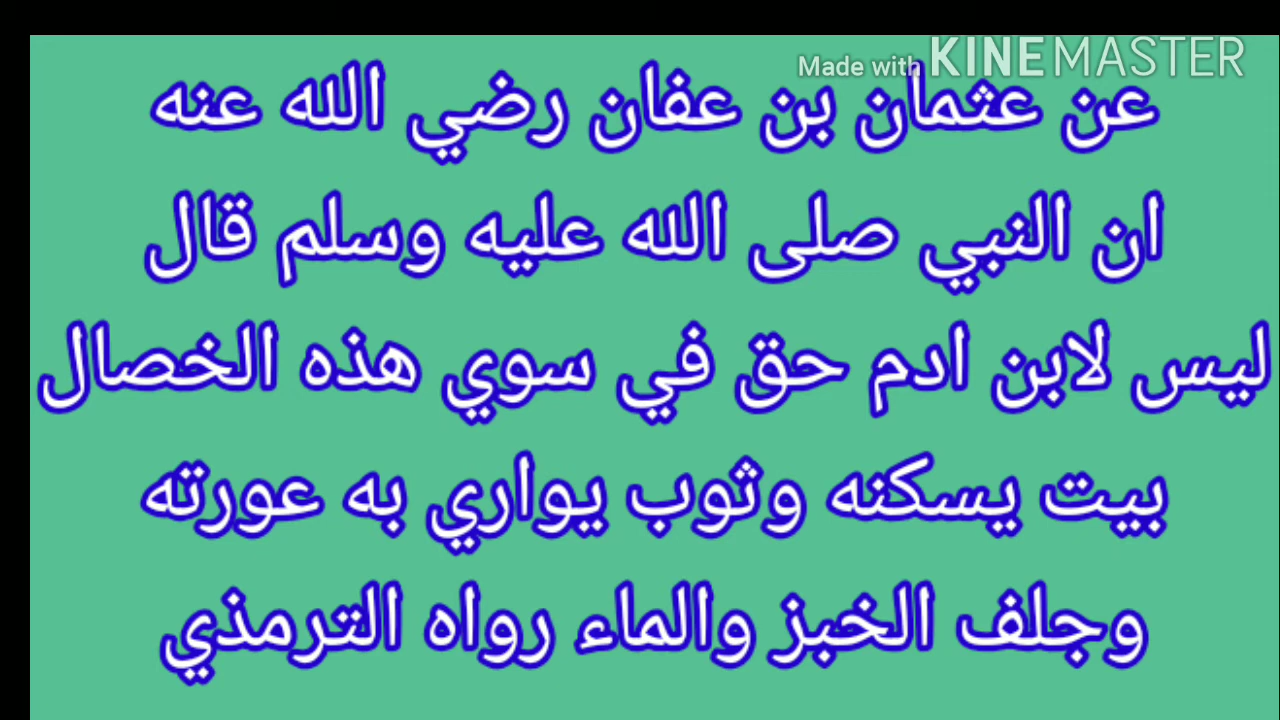 Made with KINEMASTER
عن عثمان بن عفان رضي الله عنه
ان النبي صلى الله عليه وسلم قال
ليس لابن ادم حق في سوي هذه الخصال
بيت يسكنه وثوب يواري به عورته
وجلف الخبز والماء رواه الترمذي